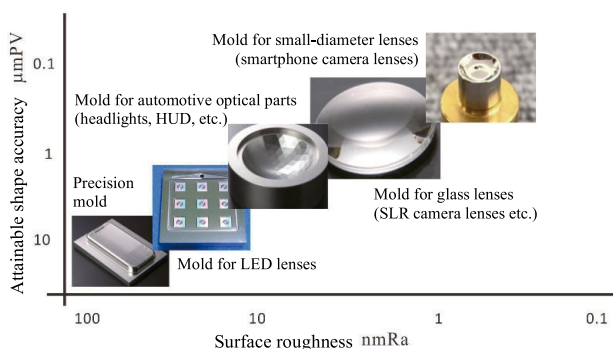 Mold for small-diameter lenses
(smartphone camera lenses)
Mold for automotive optical parts
(headlights, HUD, etc.)
Precision
mold
Mold for glass lenses
(SLR camera lenses etc.)
Mold for LED lenses
Attainable shape accuracy μmPV
0.1
1
10
100
10
1
0.1
Surface roughness nmRa